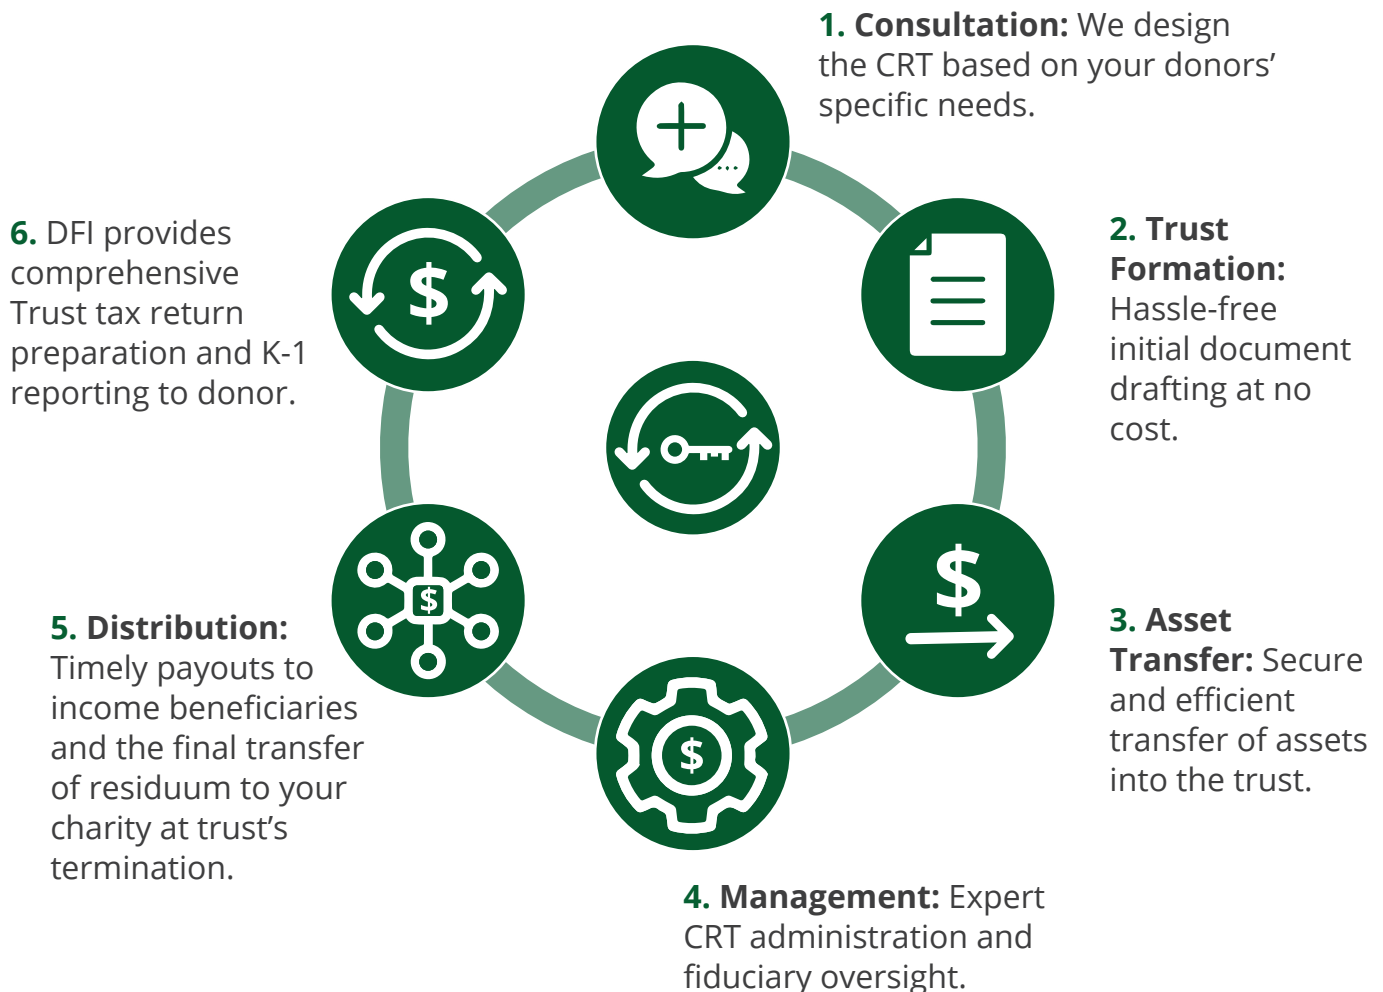 1. Consultation: We design
the CRT based on your donors’
specific needs.
2. Trust
Formation:
Hassle-free
initial document
drafting at no
cost.
3. Asset
Transfer: Secure
and efficient
transfer of assets
into the trust.
4. Management: Expert
CRT administration and
fiduciary oversight.
5. Distribution:
Timely payouts to
income beneficiaries
and the final transfer
of residuum to your
charity at trust’s
termination.
6. DFI provides
comprehensive
Trust tax return
preparation and K-1
reporting to donor.
$
$
$
$